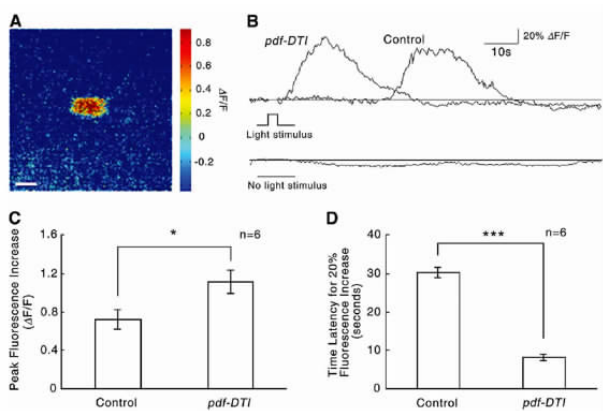 A
0.8
0.6
0.4
0.2
0
-0.2
ΔF/F
B
pdf-DTI
Control
20% ΔF/F
10s
Light stimulus
No light stimulus
C
Peak Fluorescence Increase
(ΔF/F)
1.6
1.2
0.8
0.4
0
*
n=6
Control
pdf-DTI
D
Time Latency for 20%
Fluorescence Increase
(seconds)
40
30
20
10
0
***
n=6
Control
pdf-DTI